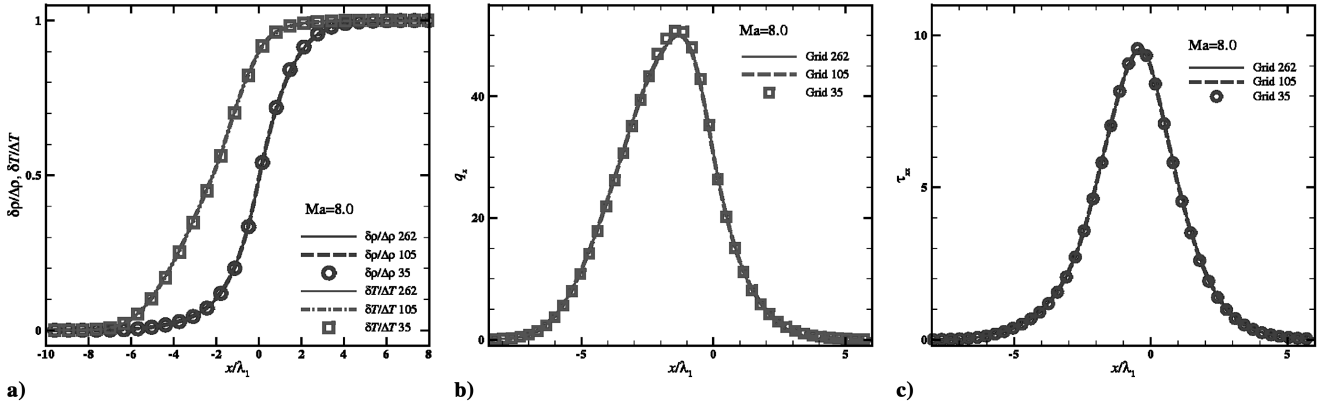 δρ/Δρ, δT/ΔT
1
0.5
0
-10
-8
-6
-4
-2
0
2
4
6
8
x/λ₁
Ma=8.0
δρ/Δρ 262
δρ/Δρ 105
δρ/Δρ 35
δT/ΔT 262
δT/ΔT 105
δT/ΔT 35
a)
qₓ
40
20
0
-5
0
5
x/λ₁
Ma=8.0
Grid 262
Grid 105
Grid 35
b)
τₓₓ
10
5
0
-5
0
5
x/λ₁
Ma=8.0
Grid 262
Grid 105
Grid 35
c)